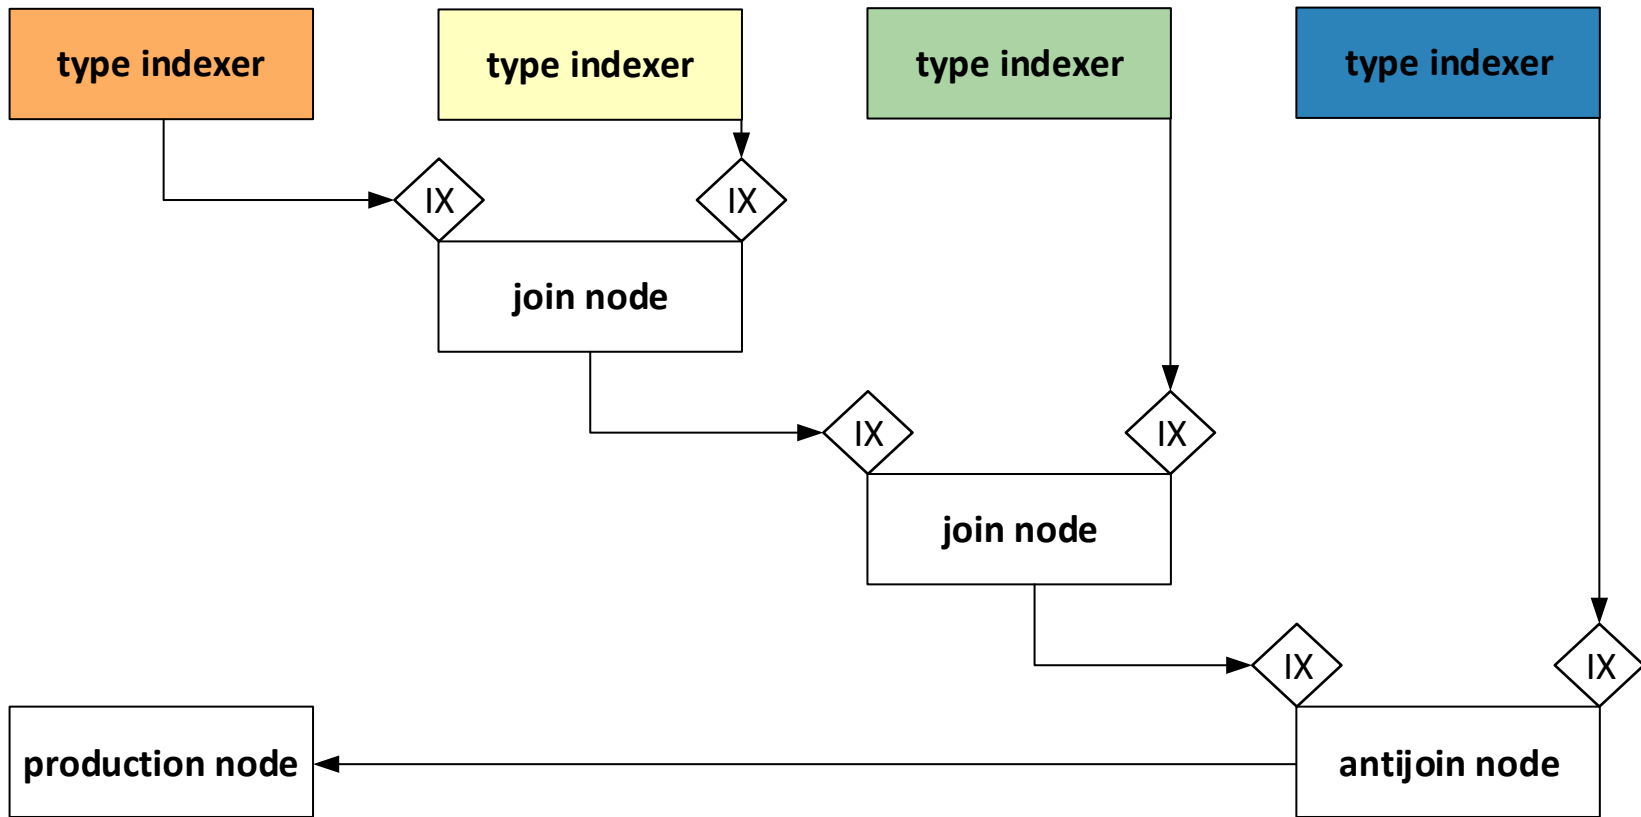 type indexer
type indexer
type indexer
type indexer
IX
IX
join node
IX
IX
join node
IX
IX
production node
antijoin node